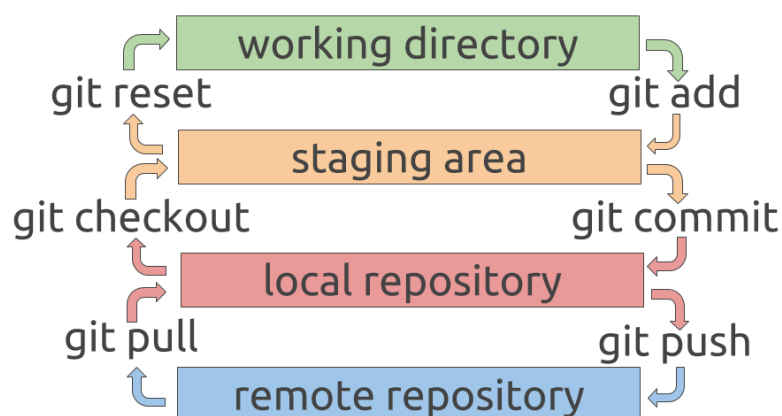 working directory
git reset
git add
staging area
git checkout
git commit
local repository
git pull
git push
remote repository